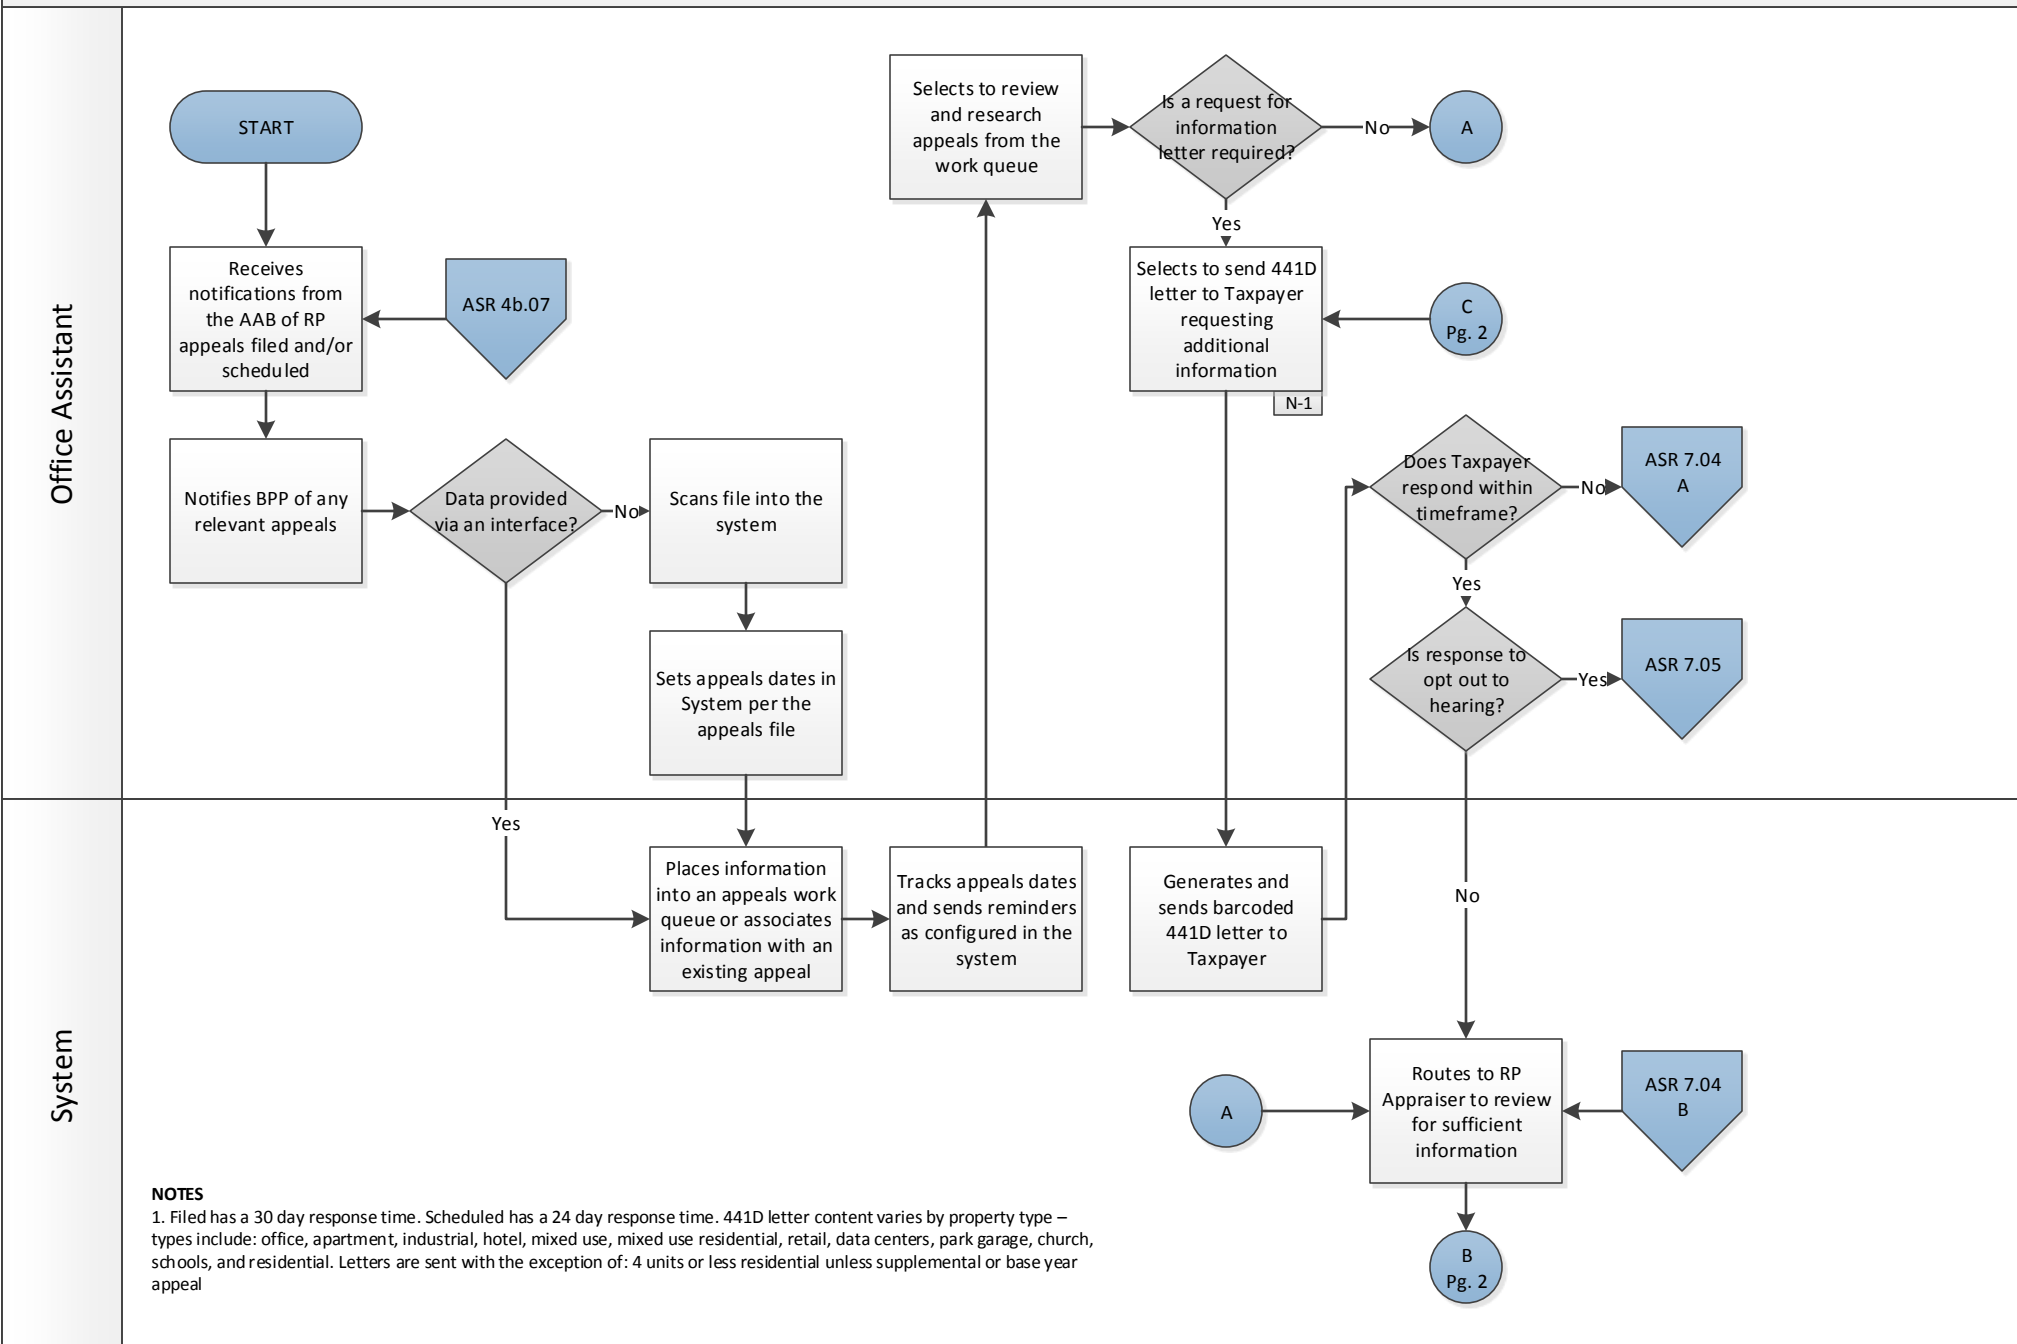 Office Assistant
START
Receives
notifications from
the AAB of RP
appeals filed and/or
scheduled
ASR 4b.07
Notifies BPP of any
relevant appeals
Data provided
via an interface?
No
Scans file into the
system
Sets appeals dates in
System per the
appeals file
Yes
Selects to review
and research
appeals from the
work queue
Is a request for
information
letter required?
No
A
Yes
Selects to send 441D
letter to Taxpayer
requesting
additional
information
N-1
C
Pg. 2
Does Taxpayer
respond within
timeframe?
No
ASR 7.04
A
Yes
Is response to
opt out to
hearing?
Yes
ASR 7.05
No
System
Places information
into an appeals work
queue or associates
information with an
existing appeal
Tracks appeals dates
and sends reminders
as configured in the
system
Generates and
sends barcoded
441D letter to
Taxpayer
A
Routes to RP
Appraiser to review
for sufficient
information
ASR 7.04
B
B
Pg. 2
NOTES
1. Filed has a 30 day response time. Scheduled has a 24 day response time. 441D letter content varies by property type –
types include: office, apartment, industrial, hotel, mixed use, mixed use residential, retail, data centers, park garage, church,
schools, and residential. Letters are sent with the exception of: 4 units or less residential unless supplemental or base year
appeal